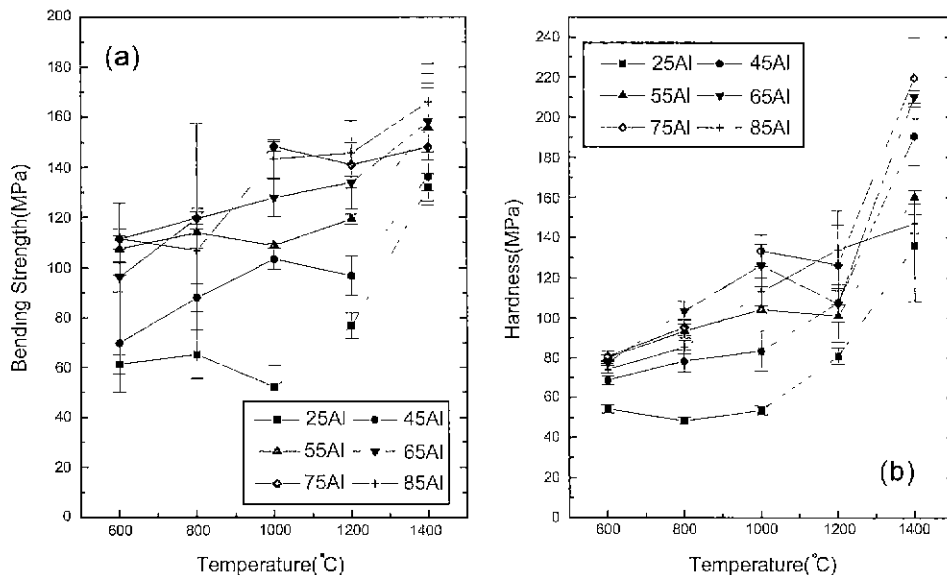 (a)
Bending Strength(MPa)
200
180
160
140
120
100
80
60
40
20
0
25Al 45Al
55Al 65Al
75Al 85Al
600 800 1000 1200 1400
Temperature(°C)
Hardness(MPa)
240
220
200
180
160
140
120
100
80
60
40
20
0
25Al 45Al
55Al 65Al
75Al 85Al
(b)
600 800 1000 1200 1400
Temperature(°C)